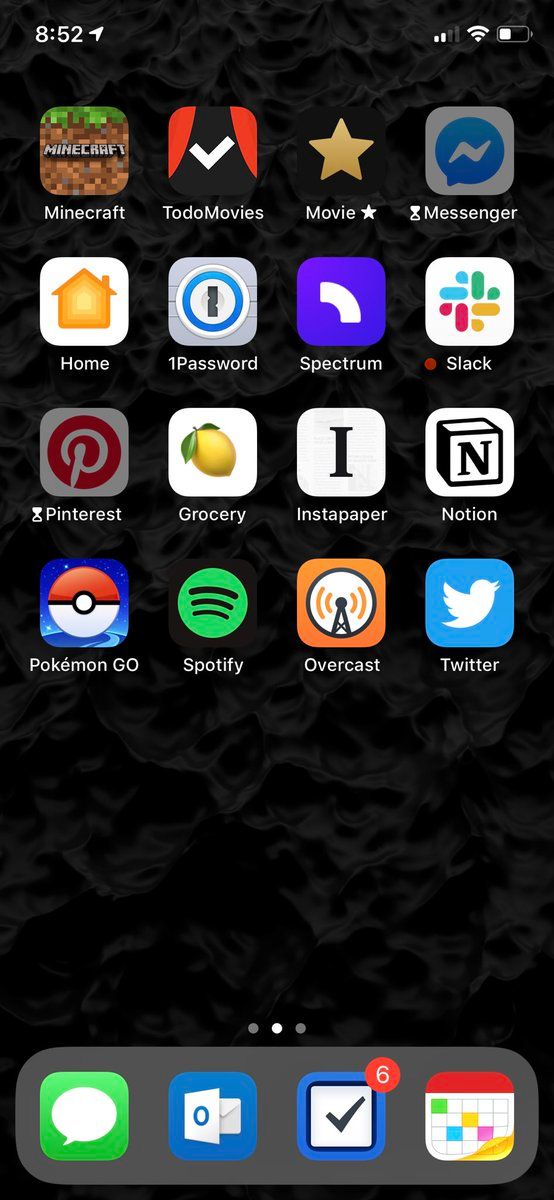 8:52
MINECRAFT
Minecraft TodoMovies Movie ★ Messenger
1
Home 1Password Spectrum Slack
I N
Pinterest Grocery Instapaper Notion
Pokémon GO Spotify Overcast Twitter
6
O